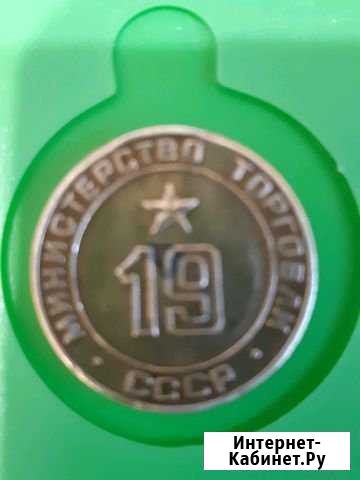 МИНИСТЕРСТВО ТОРГОВЛИ
19
• СССР •
Интернет-
Кабинет.Ру